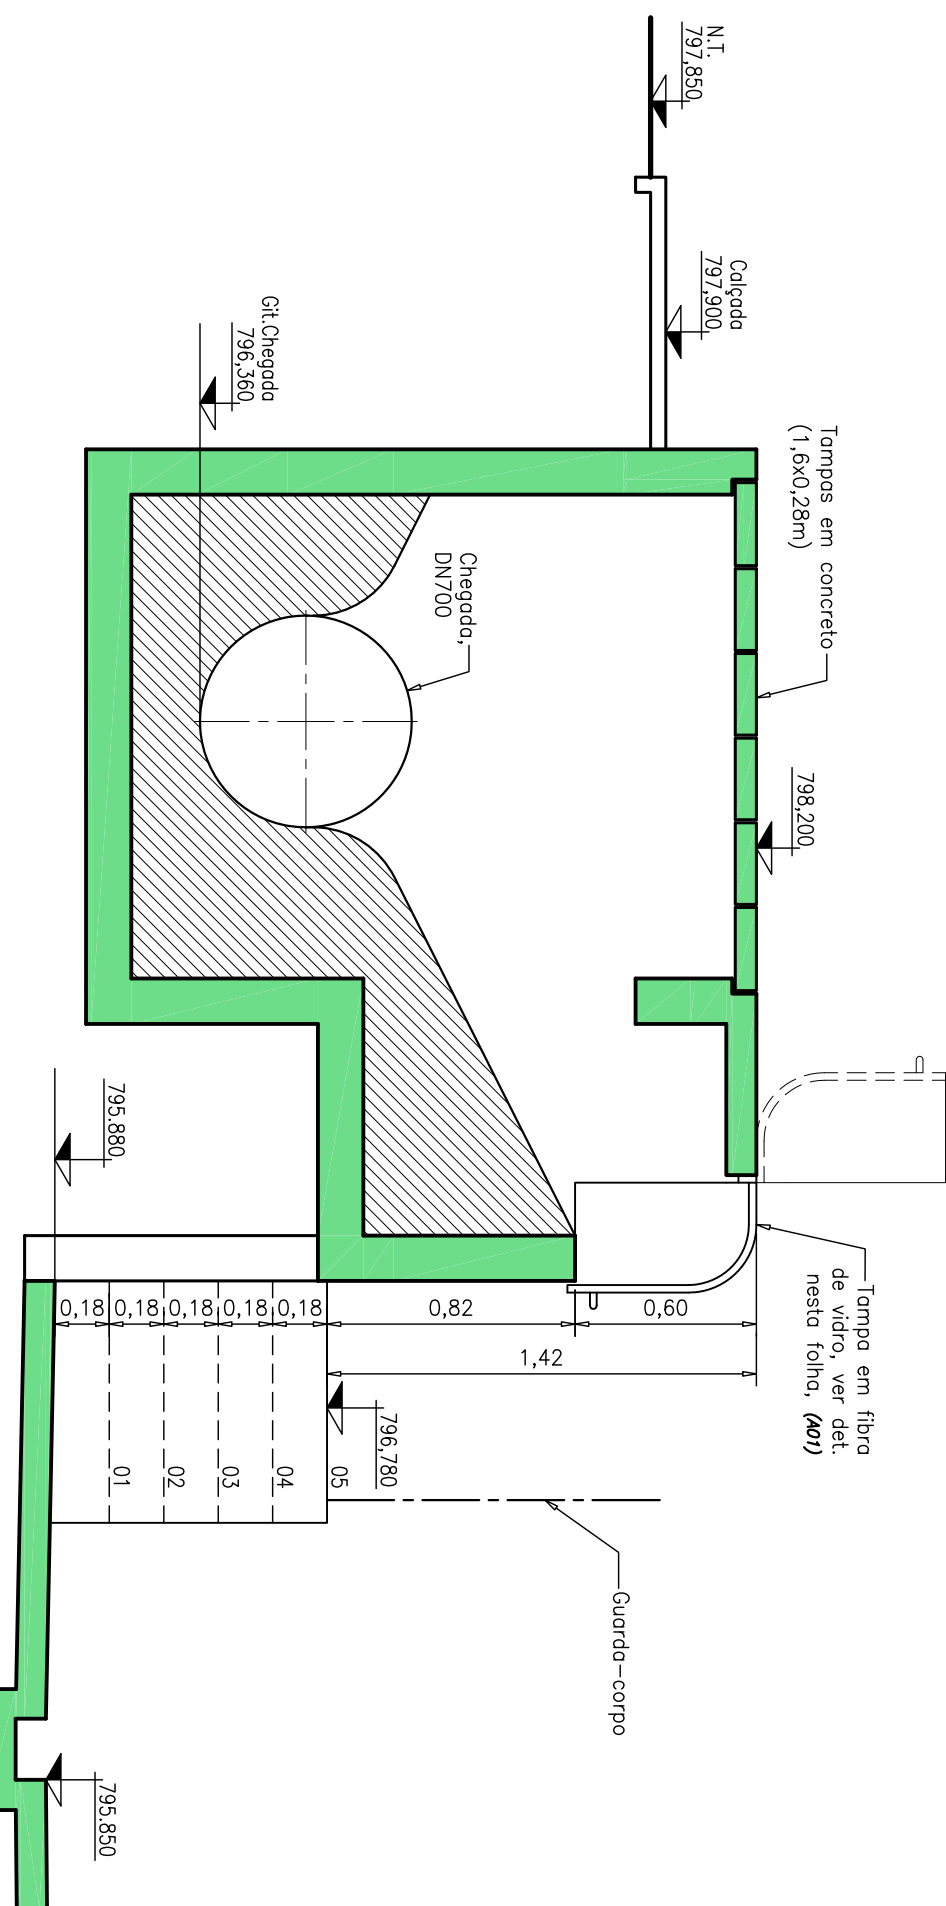 N.T.
797,850
Calçada
797,900
Git.Chegada
796,360
Tampas em concreto
(1,6x0,28m)
Chegada,
DN700
798,200
795.880
Tampa em fibra
de vidro, ver det.
nesta folha, (A01)
0,18
0,18
0,18
0,18
0,18
0,82
0,60
1,42
796,780
01
02
03
04
05
Guarda-corpo
795.850